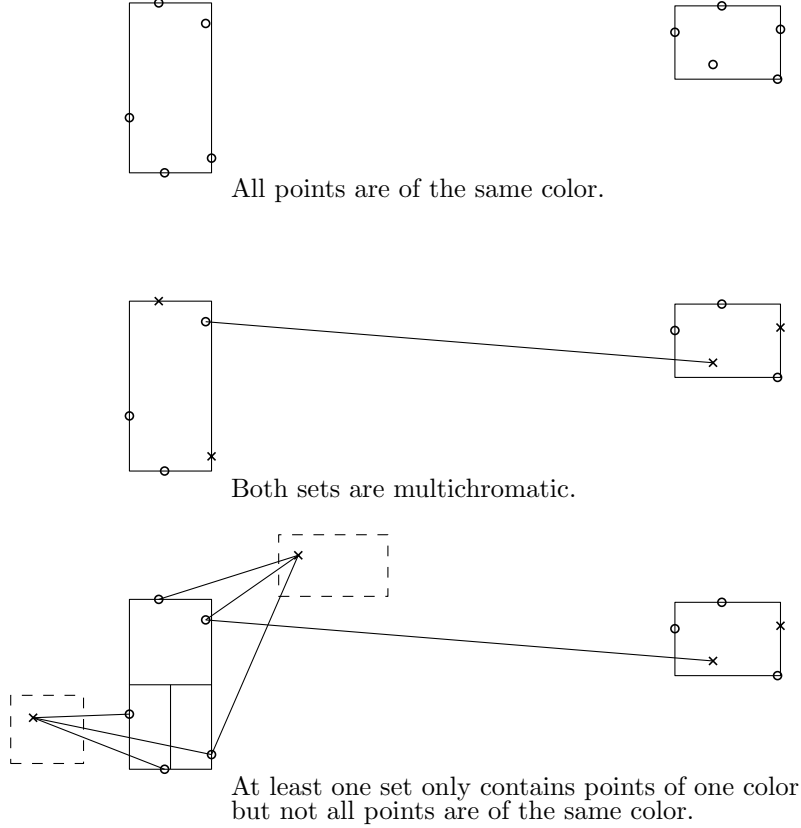 All points are of the same color.
Both sets are multichromatic.
At least one set only contains points of one color
but not all points are of the same color.